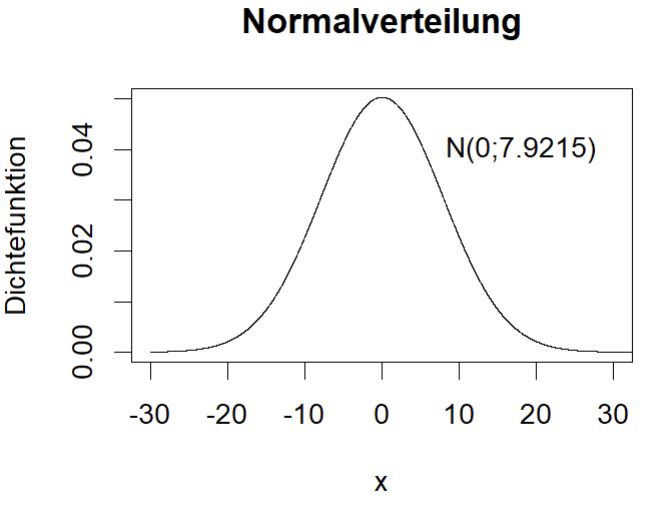 Normalverteilung
Dichtefunktion
0.04
0.02
0.00
N(0;7.9215)
-30 -20 -10 0 10 20 30
x